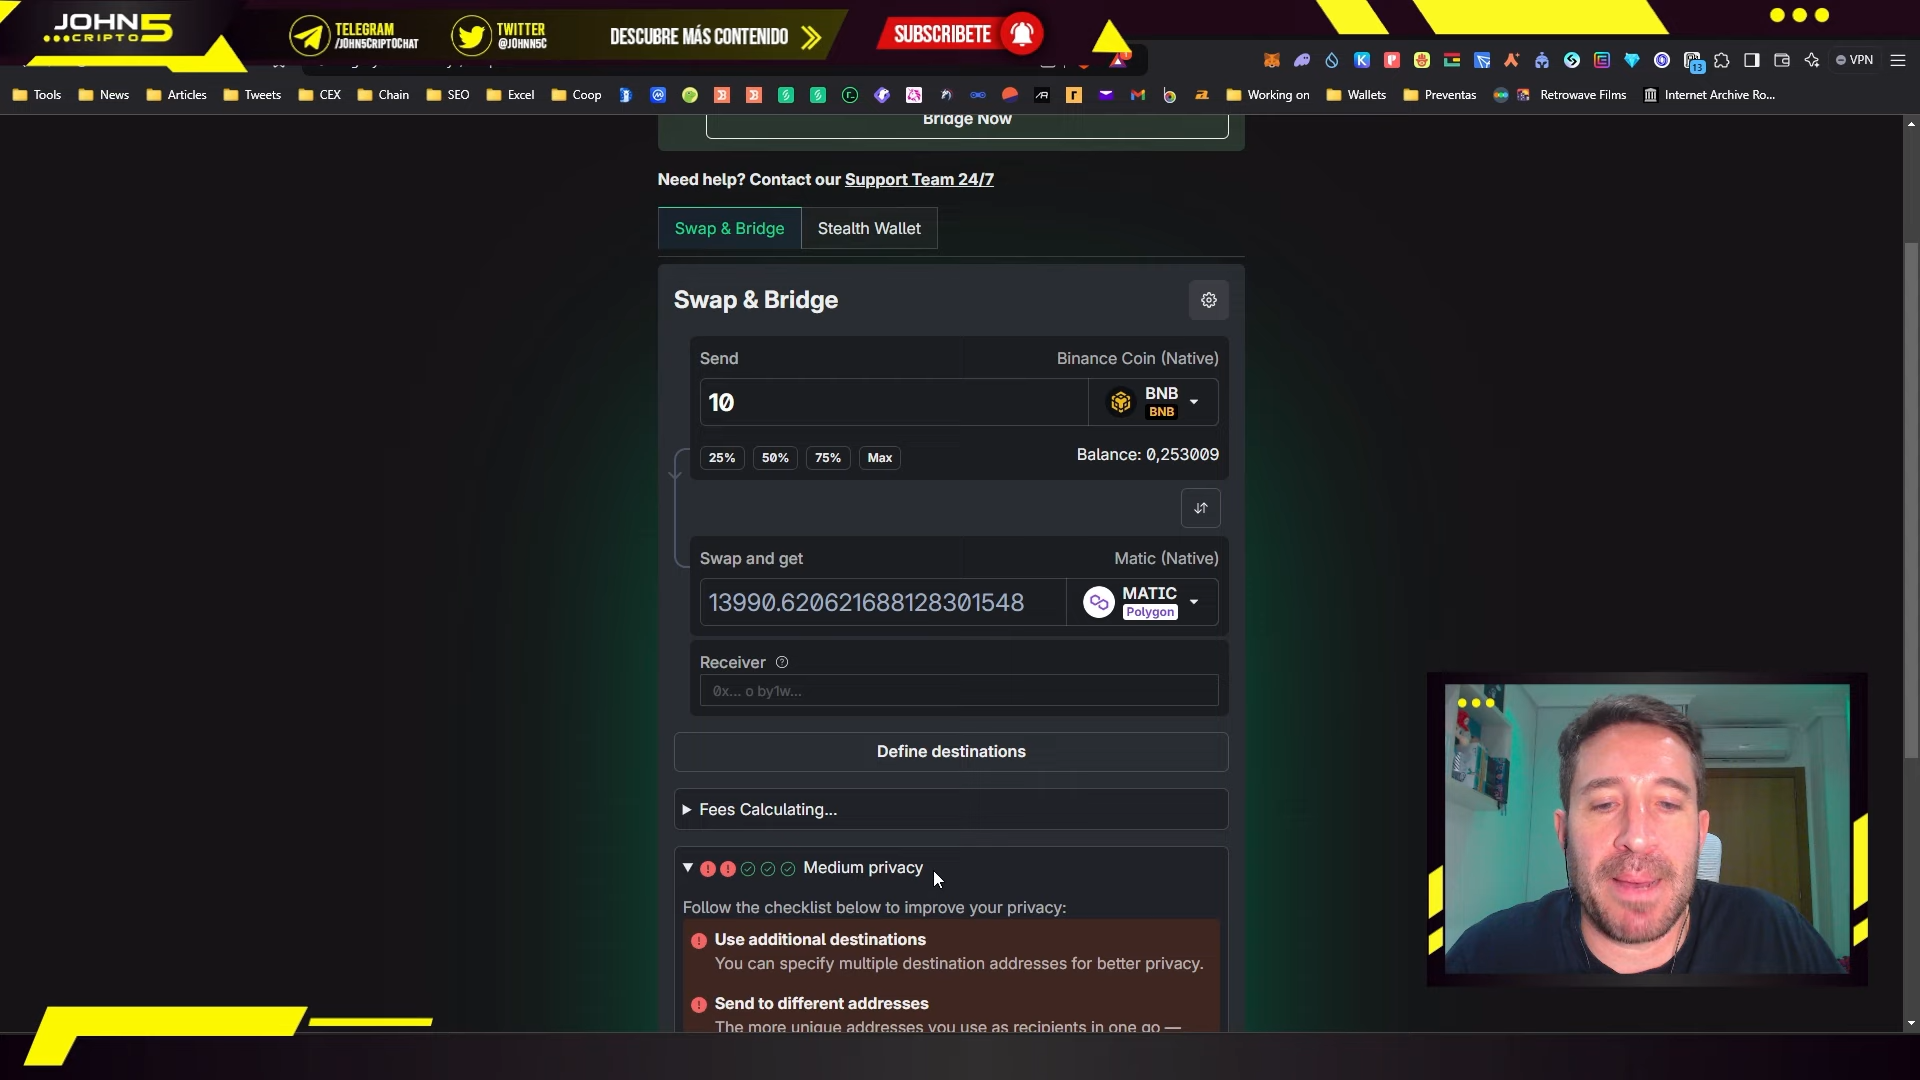 JOHN5
CRIPTO
TELEGRAM
/JOHN5CRIPTOCHAT
TWITTER
@JOHNN5C
DESCUBRE MÁS CONTENIDO
SUBSCRIBETE
13
VPN
Tools
News
Articles
Tweets
CEX
Chain
SEO
Excel
Coop
Working on
Wallets
Preventas
Retrowave Films
Internet Archive Ro...
Bridge Now
Need help? Contact our Support Team 24/7
Swap & Bridge
Stealth Wallet
Swap & Bridge
Send
Binance Coin (Native)
10
BNB
BNB
25%
50%
75%
Max
Balance: 0,253009
Swap and get
Matic (Native)
13990.620621688128301548
MATIC
Polygon
Receiver
0x... o by1w...
Define destinations
Fees Calculating...
Medium privacy
Follow the checklist below to improve your privacy:
Use additional destinations
You can specify multiple destination addresses for better privacy.
Send to different addresses
The more unique addresses you use as recipients in one go —